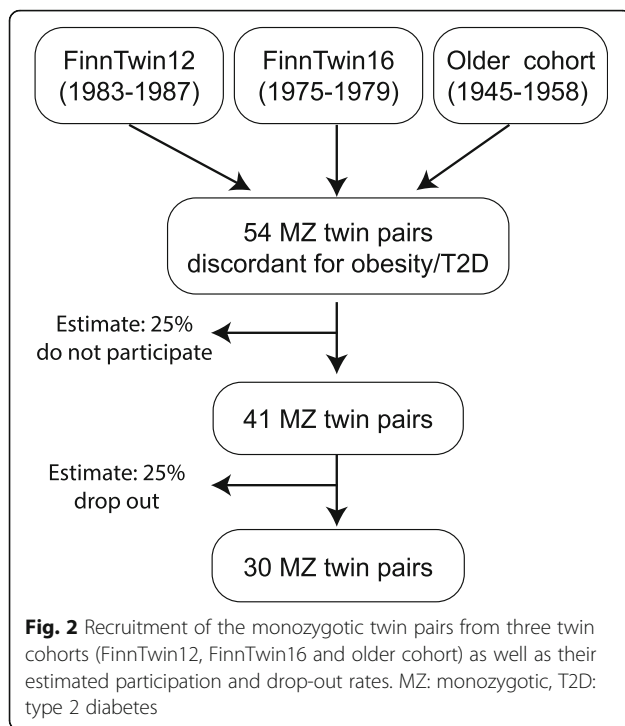 FinnTwin12
(1983-1987)
FinnTwin16
(1975-1979)
Older cohort
(1945-1958)
54 MZ twin pairs
discordant for obesity/T2D
Estimate: 25%
do not participate
41 MZ twin pairs
Estimate: 25%
drop out
30 MZ twin pairs
Fig. 2 Recruitment of the monozygotic twin pairs from three twin
cohorts (FinnTwin12, FinnTwin16 and older cohort) as well as their
estimated participation and drop-out rates. MZ: monozygotic, T2D:
type 2 diabetes